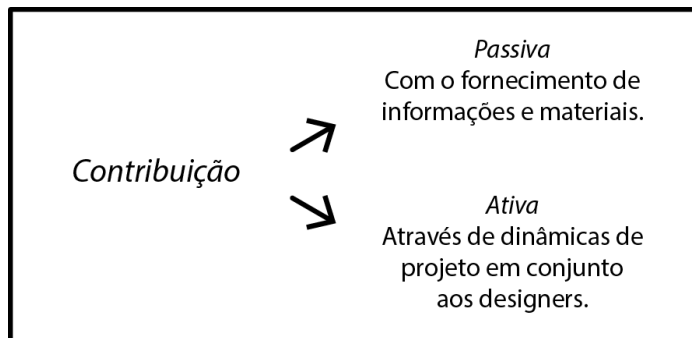 Contribuição
Passiva
Com o fornecimento de
informações e materiais.
Ativa
Através de dinâmicas de
projeto em conjunto
aos designers.